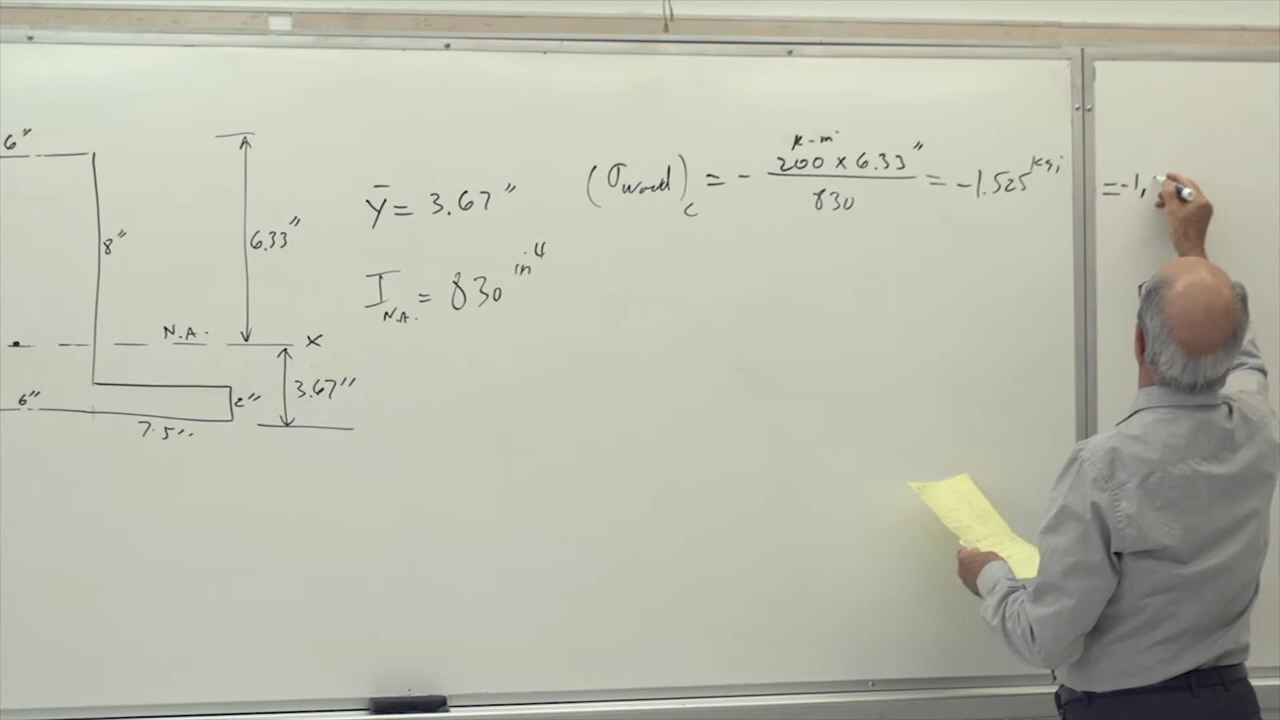 6"
8"
6.33"
N.A.
x
6"
7.5"
2"
3.67"
ȳ = 3.67"
I N.A. = 830 in⁴
(σwood)c = - 200 k-in × 6.33" / 830 = -1.525 ksi = -1,